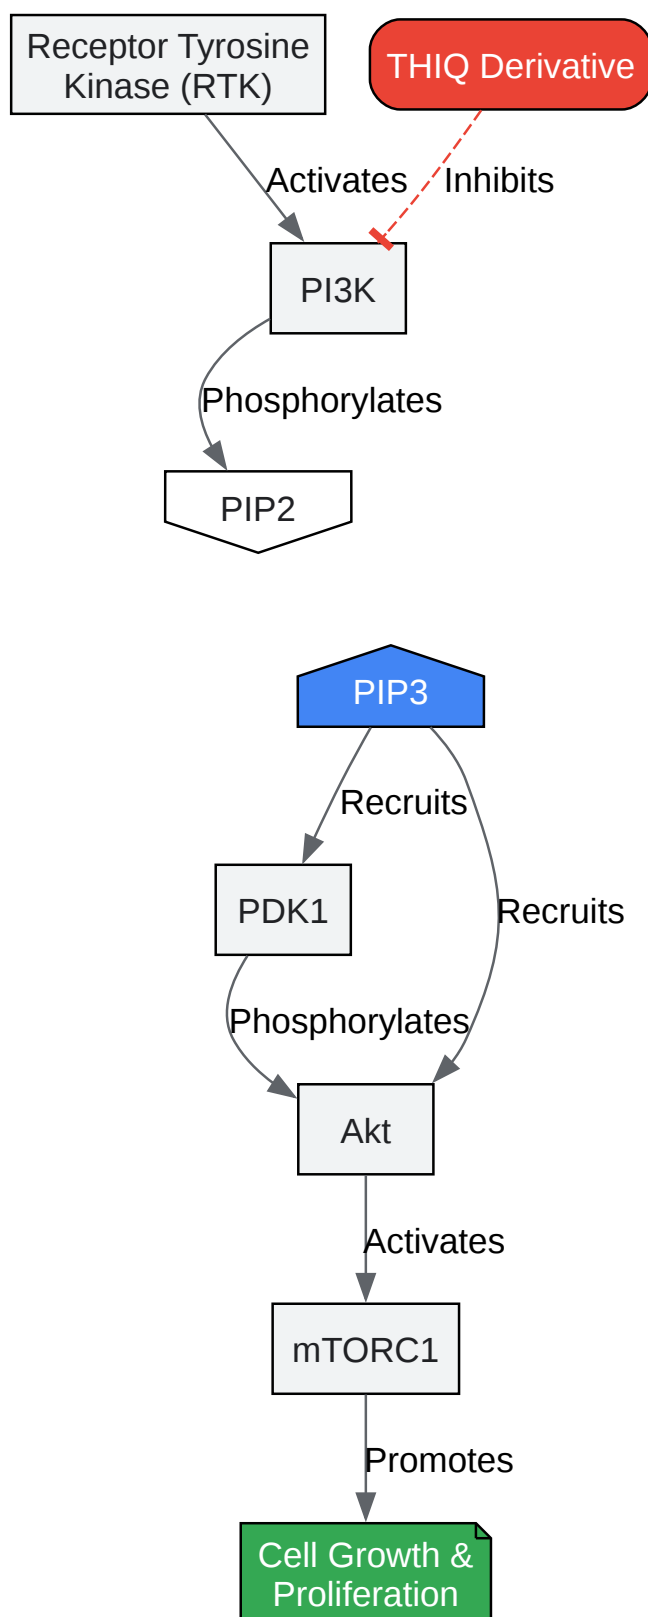 Receptor Tyrosine
Kinase (RTK)
THIQ Derivative
Activates
Inhibits
PI3K
Phosphorylates
PIP2
PIP3
Recruits
PDK1
Recruits
Phosphorylates
Akt
Activates
mTORC1
Promotes
Cell Growth &
Proliferation